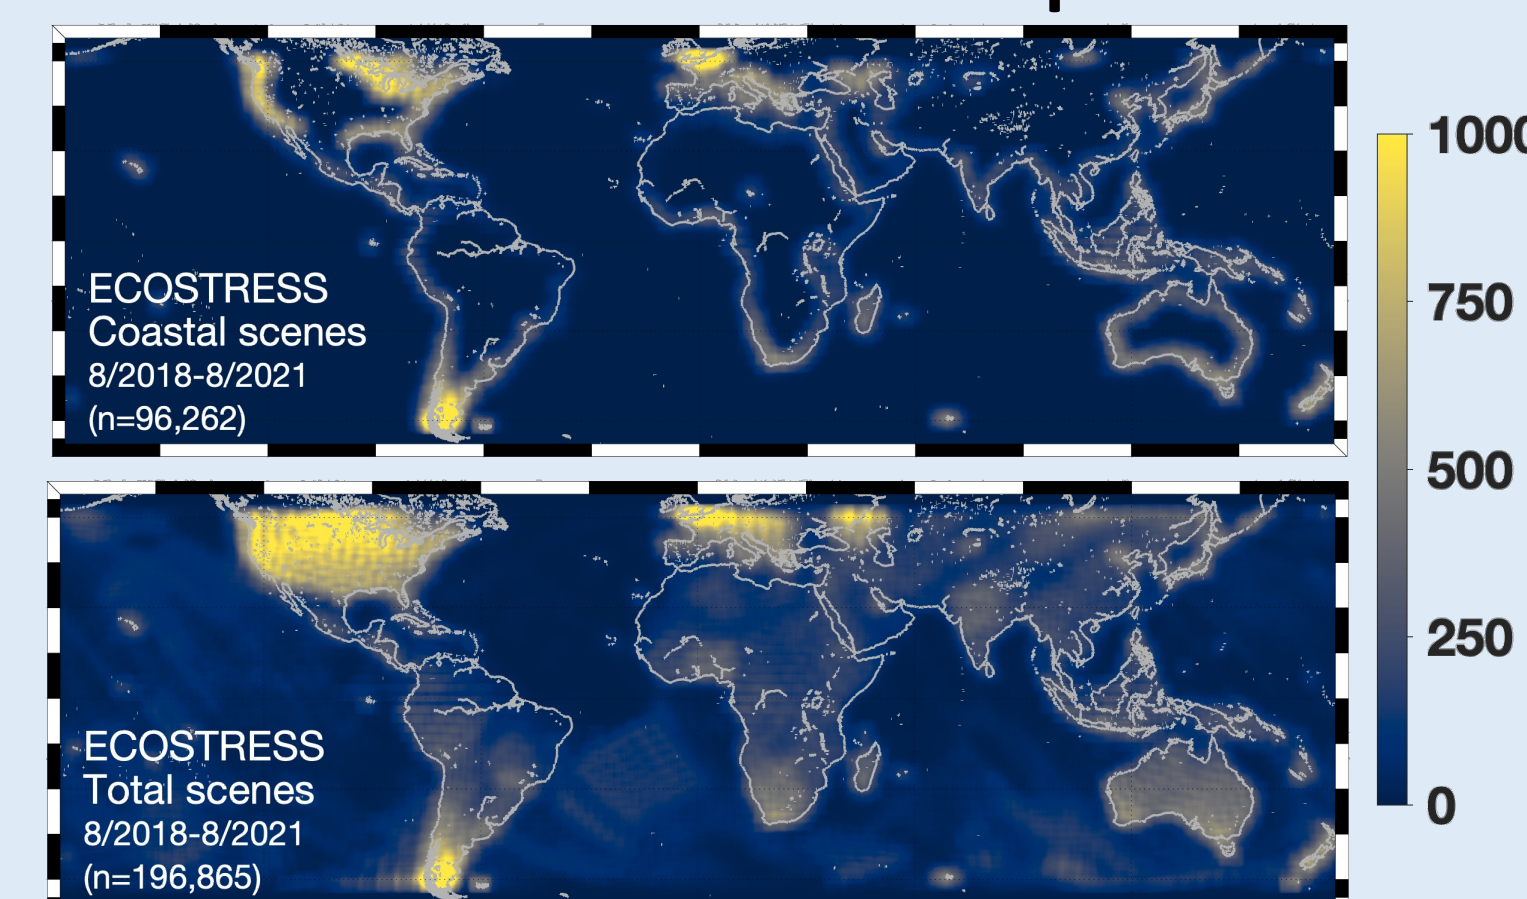 ECOSTRESS
Coastal scenes
8/2018-8/2021
(n=96,262)
1000
750
500
250
0
ECOSTRESS
Total scenes
8/2018-8/2021
(n=196,865)